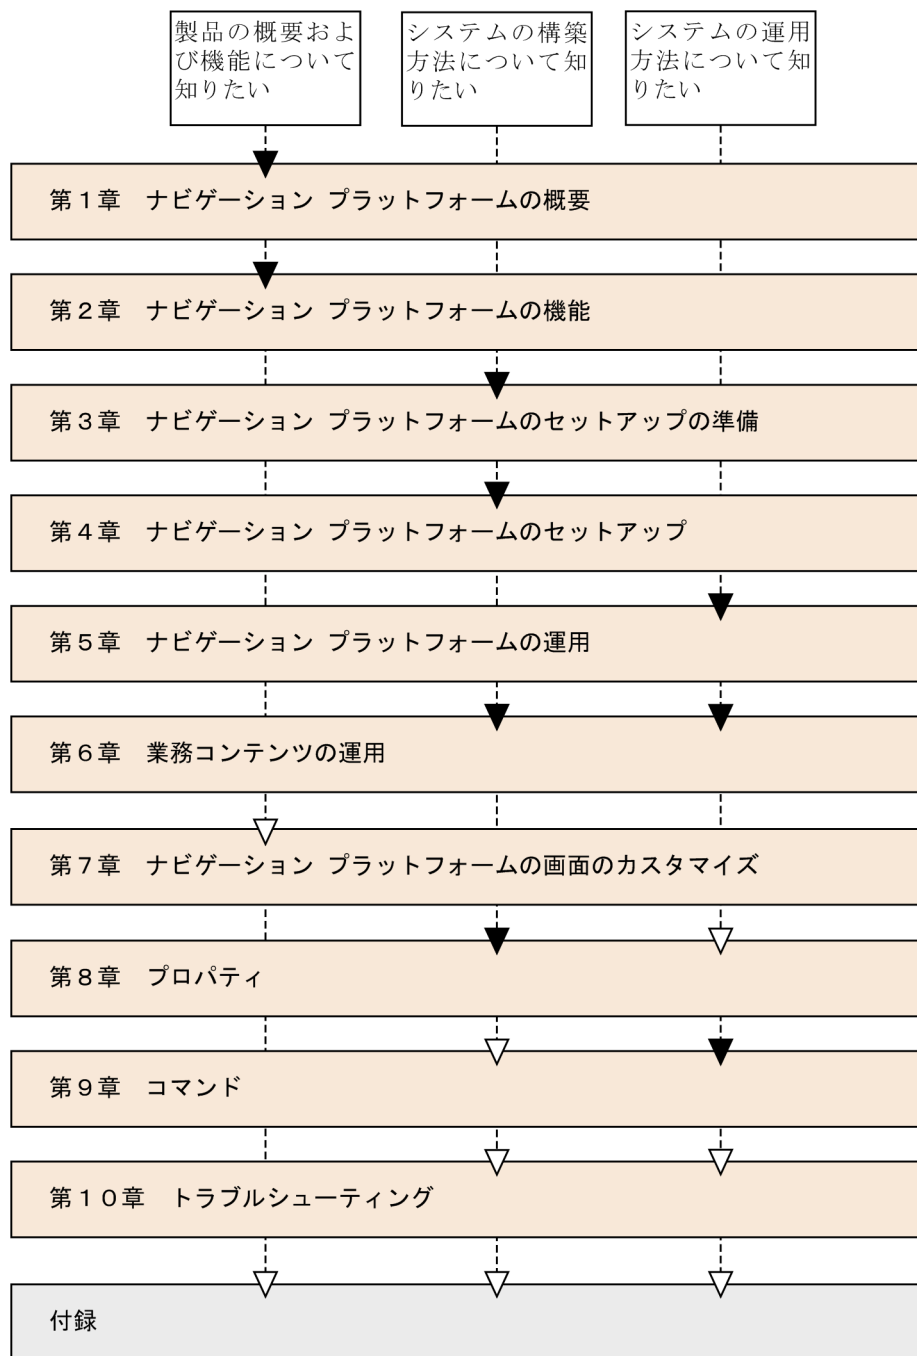 製品の概要およ
び機能について
知りたい
システムの構築
方法について知
りたい
システムの運用
方法について知
りたい
第１章　ナビゲーション プラットフォームの概要
第２章　ナビゲーション プラットフォームの機能
第３章　ナビゲーション プラットフォームのセットアップの準備
第４章　ナビゲーション プラットフォームのセットアップ
第５章　ナビゲーション プラットフォームの運用
第６章　業務コンテンツの運用
第７章　ナビゲーション プラットフォームの画面のカスタマイズ
第８章　プロパティ
第９章　コマンド
第１０章　トラブルシューティング
付録